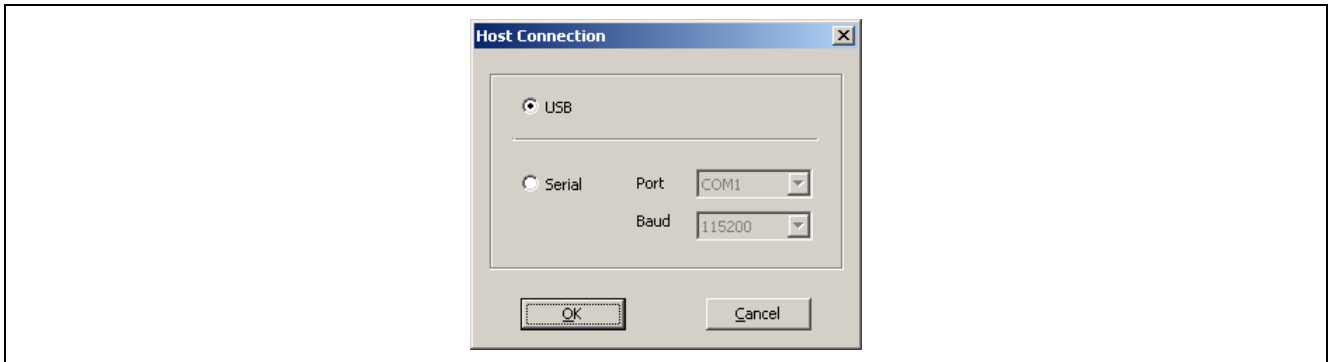 Host Connection
USB
Serial Port COM1
Baud 115200
OK Cancel